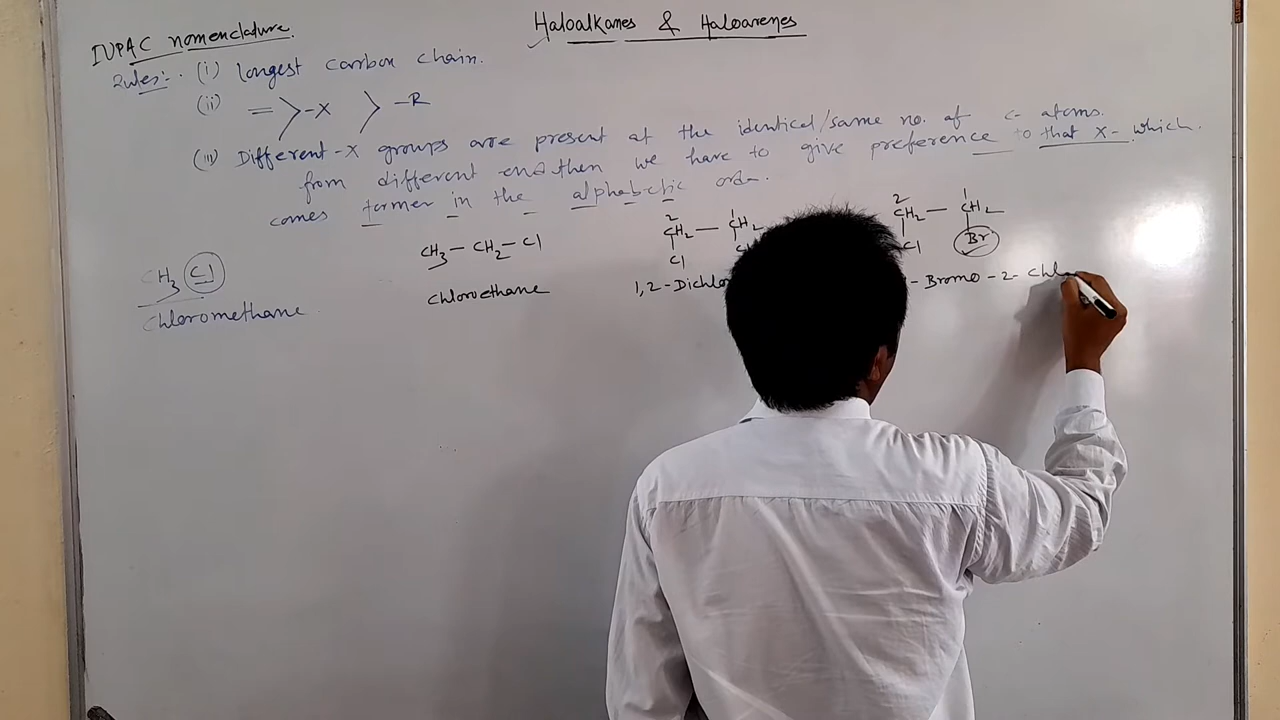 Haloalkanes & Haloarenes
IUPAC nomenclature.
Rules:- (i) longest carbon chain.
(ii) = > -X > -R
(iii) Different -X groups are present at the identical/same no. of c- atoms.
from different end then we have to give preference to that X- which
comes former in the alphabetic order.
CH3 Cl
Chloromethane
CH3 - CH2 - Cl
Chloroethane
2 1
CH2 - CH2
Cl
1,2-Dichlo
2 1
CH2 - CH2
Cl Br
- Bromo - 2 - Chlo